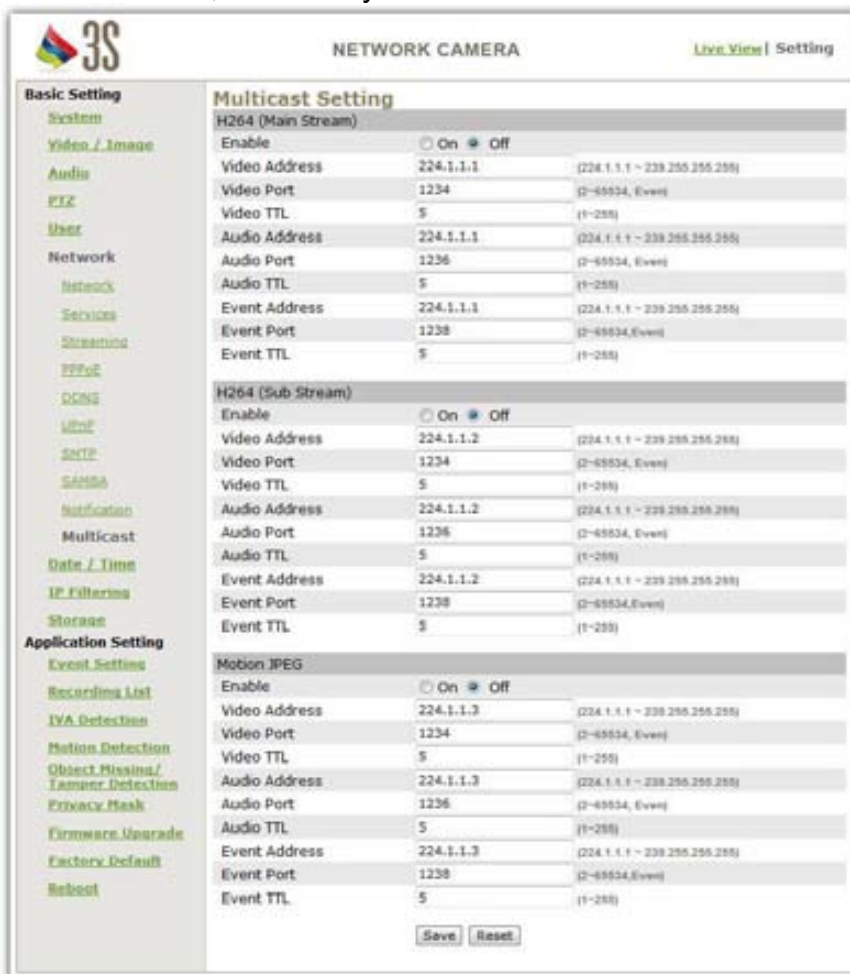 3S
NETWORK CAMERA
Live View | Setting
Basic Setting
System
Video / Image
Audio
PTZ
User
Network
Network
Services
Streaming
PPPoE
DDNS
UPnP
SMTP
SAMBA
Notification
Multicast
Date / Time
IP Filtering
Storage
Application Setting
Event Setting
Recording List
IVA Detection
Motion Detection
Object Missing/
Tamper Detection
Privacy Mask
Firmware Upgrade
Factory Default
Reboot
Multicast Setting
H264 (Main Stream)
Enable On Off
Video Address 224.1.1.1 (224.1.1.1 ~ 239.255.255.255)
Video Port 1234 (2~65534, Even)
Video TTL 5 (1~255)
Audio Address 224.1.1.1 (224.1.1.1 ~ 239.255.255.255)
Audio Port 1236 (2~65534, Even)
Audio TTL 5 (1~255)
Event Address 224.1.1.1 (224.1.1.1 ~ 239.255.255.255)
Event Port 1238 (2~65534,Even)
Event TTL 5 (1~255)
H264 (Sub Stream)
Enable On Off
Video Address 224.1.1.2 (224.1.1.1 ~ 239.255.255.255)
Video Port 1234 (2~65534, Even)
Video TTL 5 (1~255)
Audio Address 224.1.1.2 (224.1.1.1 ~ 239.255.255.255)
Audio Port 1236 (2~65534, Even)
Audio TTL 5 (1~255)
Event Address 224.1.1.2 (224.1.1.1 ~ 239.255.255.255)
Event Port 1238 (2~65534,Even)
Event TTL 5 (1~255)
Motion JPEG
Enable On Off
Video Address 224.1.1.3 (224.1.1.1 ~ 239.255.255.255)
Video Port 1234 (2~65534, Even)
Video TTL 5 (1~255)
Audio Address 224.1.1.3 (224.1.1.1 ~ 239.255.255.255)
Audio Port 1236 (2~65534, Even)
Audio TTL 5 (1~255)
Event Address 224.1.1.3 (224.1.1.1 ~ 239.255.255.255)
Event Port 1238 (2~65534,Even)
Event TTL 5 (1~255)
Save Reset